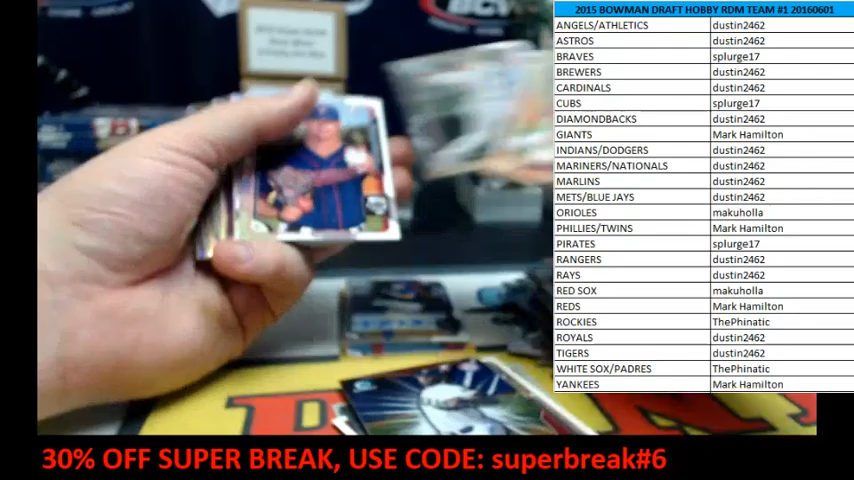 2015 BOWMAN DRAFT HOBBY RDM TEAM #1 20160601
ANGELS/ATHLETICS dustin2462
ASTROS dustin2462
BRAVES splurge17
BREWERS dustin2462
CARDINALS dustin2462
CUBS splurge17
DIAMONDBACKS dustin2462
GIANTS Mark Hamilton
INDIANS/DODGERS dustin2462
MARINERS/NATIONALS dustin2462
MARLINS dustin2462
METS/BLUE JAYS dustin2462
ORIOLES makuholla
PHILLIES/TWINS Mark Hamilton
PIRATES splurge17
RANGERS dustin2462
RAYS dustin2462
RED SOX makuholla
REDS Mark Hamilton
ROCKIES ThePhinatic
ROYALS dustin2462
TIGERS dustin2462
WHITE SOX/PADRES ThePhinatic
YANKEES Mark Hamilton
30% OFF SUPER BREAK, USE CODE: superbreak#6